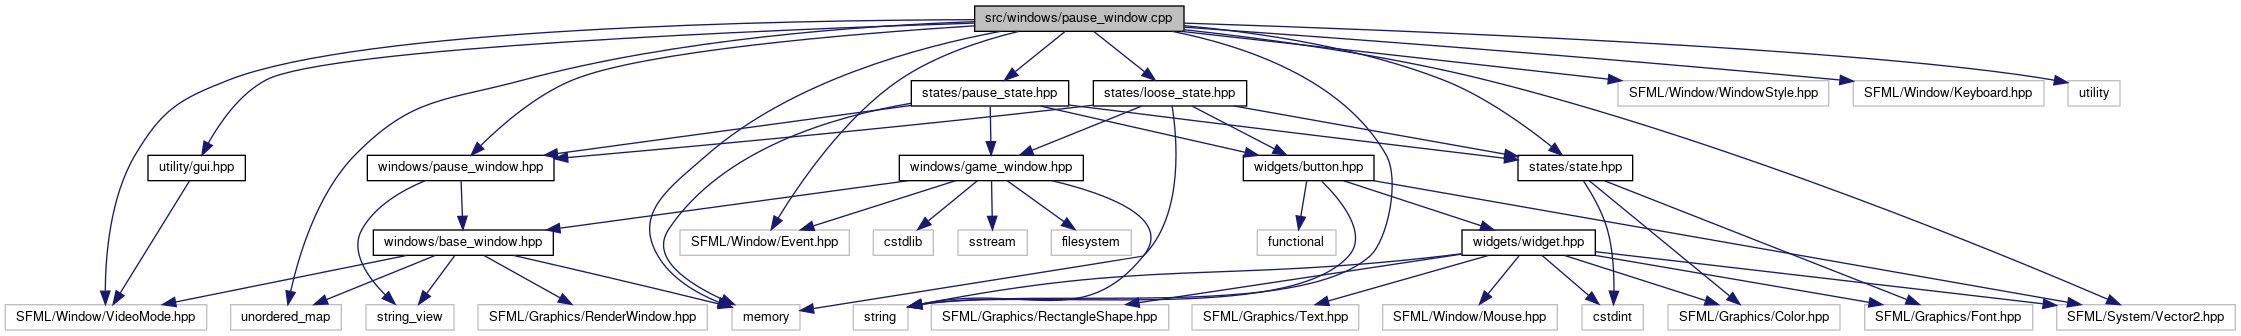 src/windows/pause_window.cpp
states/pause_state.hpp
states/loose_state.hpp
SFML/Window/WindowStyle.hpp
SFML/Window/Keyboard.hpp
utility
utility/gui.hpp
windows/pause_window.hpp
windows/game_window.hpp
widgets/button.hpp
states/state.hpp
windows/base_window.hpp
SFML/Window/Event.hpp
cstdlib
sstream
filesystem
functional
widgets/widget.hpp
SFML/Window/VideoMode.hpp
unordered_map
string_view
SFML/Graphics/RenderWindow.hpp
memory
string
SFML/Graphics/RectangleShape.hpp
SFML/Graphics/Text.hpp
SFML/Window/Mouse.hpp
cstdint
SFML/Graphics/Color.hpp
SFML/Graphics/Font.hpp
SFML/System/Vector2.hpp